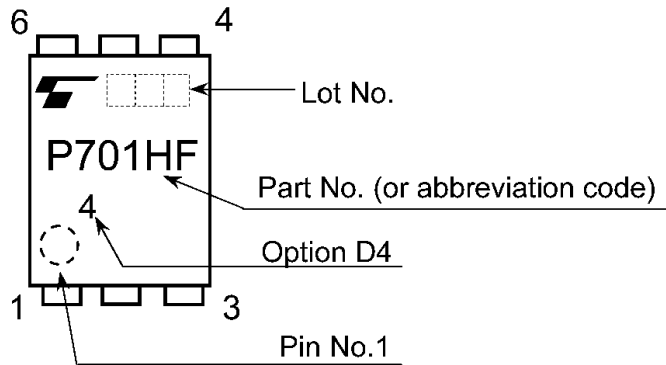 6 4
Lot No.
P701HF
Part No. (or abbreviation code)
4
Option D4
1 3
Pin No.1